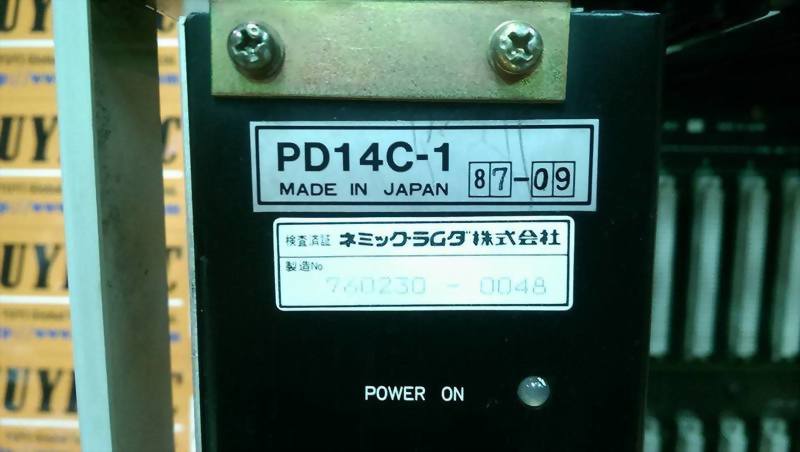 PD14C-1
MADE IN JAPAN 87-09
検査済証 ネミック・ラムダ株式会社
製造No 760230 - 0048
POWER ON